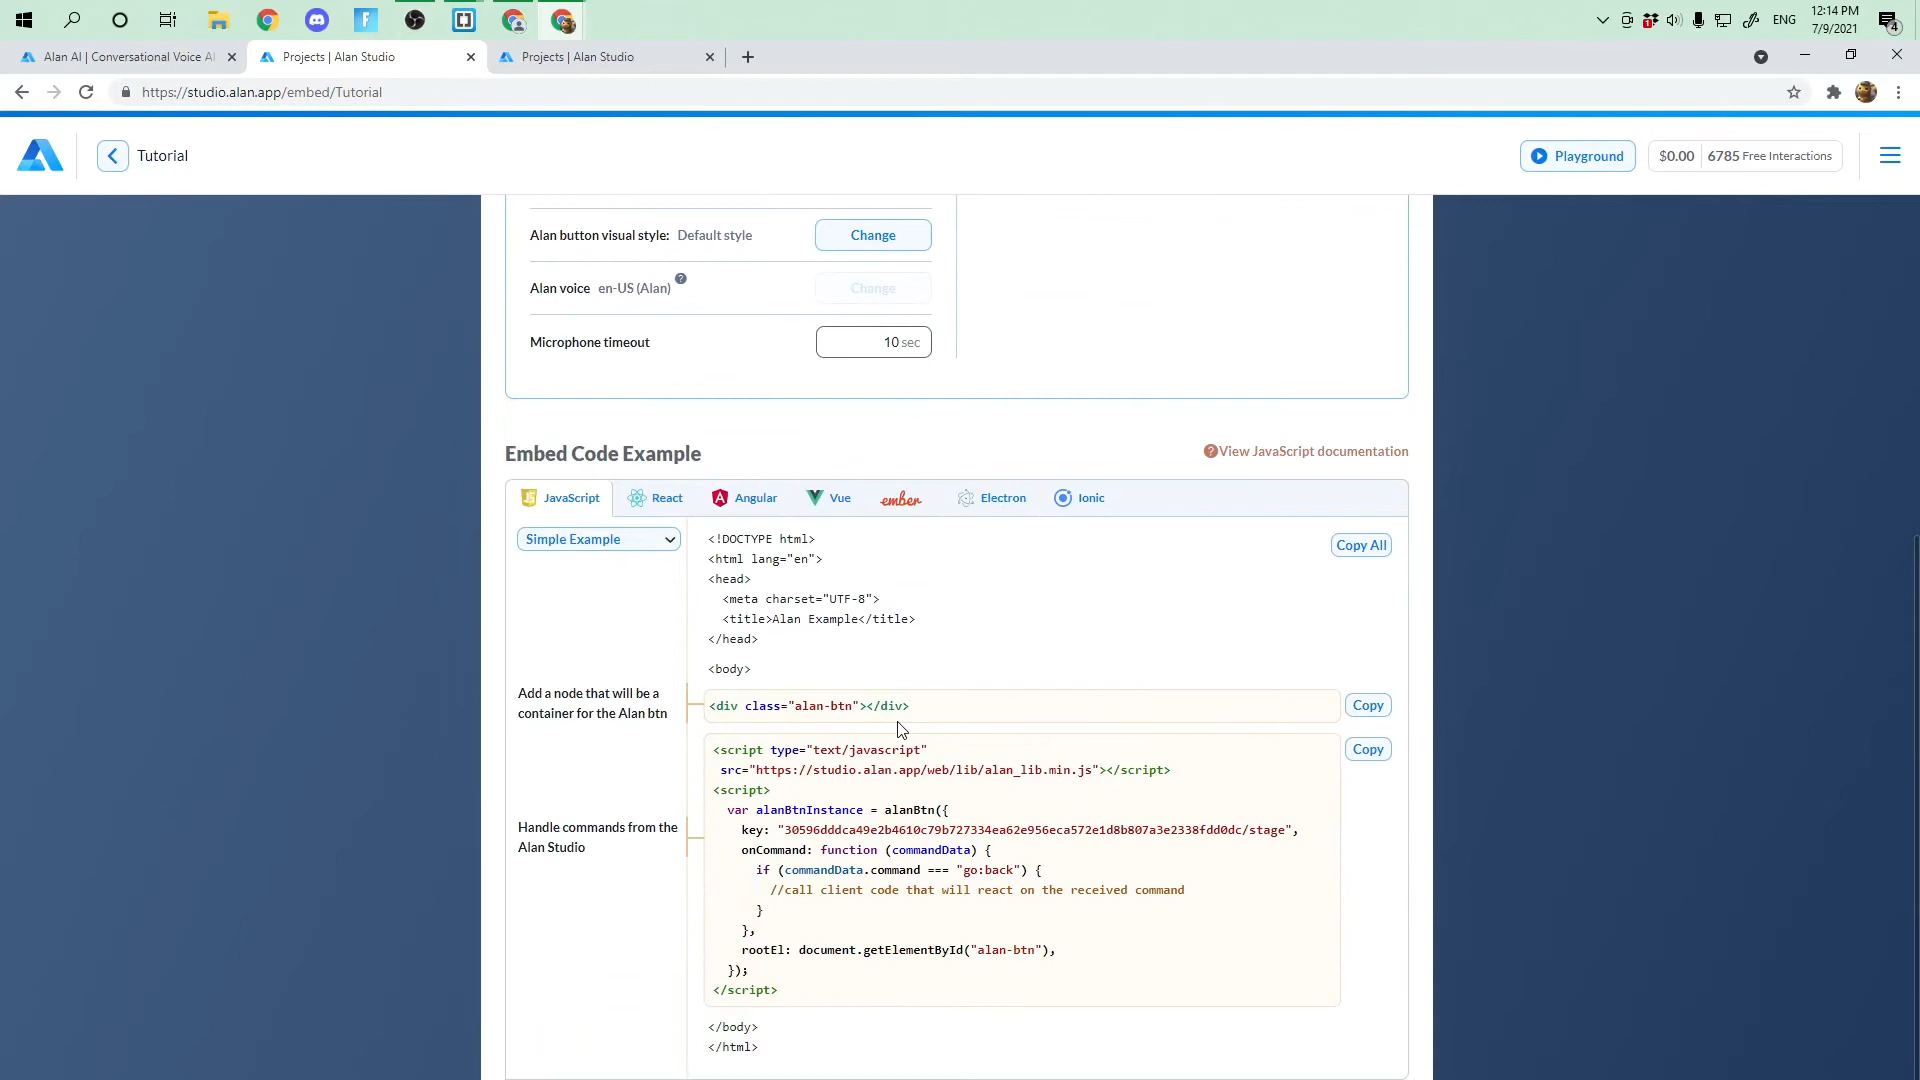 ENG
12:14 PM
7/9/2021
4
1
Alan AI | Conversational Voice AI
Projects | Alan Studio
Projects | Alan Studio
https://studio.alan.app/embed/Tutorial
Tutorial
Playground
$0.00
6785 Free Interactions
Alan button visual style: Default style
Change
Alan voice en-US (Alan) ?
Change
Microphone timeout
10 sec
Embed Code Example
?View JavaScript documentation
JavaScript
React
Angular
Vue
ember
Electron
Ionic
Simple Example
Copy All
<!DOCTYPE html>
<html lang="en">
<head>
<meta charset="UTF-8">
<title>Alan Example</title>
</head>
<body>
Add a node that will be a
container for the Alan btn
<div class="alan-btn"></div>
Copy
<script type="text/javascript"
src="https://studio.alan.app/web/lib/alan_lib.min.js"></script>
<script>
var alanBtnInstance = alanBtn({
key: "30596dddca49e2b4610c79b727334ea62e956eca572e1d8b807a3e2338fdd0dc/stage",
onCommand: function (commandData) {
if (commandData.command === "go:back") {
//call client code that will react on the received command
}
},
rootEl: document.getElementById("alan-btn"),
});
</script>
Copy
Handle commands from the
Alan Studio
</body>
</html>